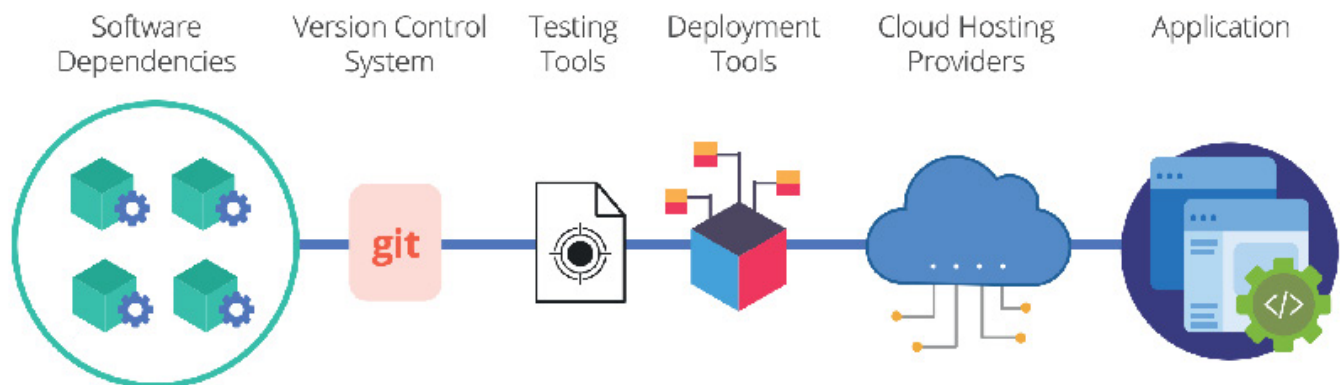 Software
Dependencies
Version Control
System
Testing
Tools
Deployment
Tools
Cloud Hosting
Providers
Application
git
</>